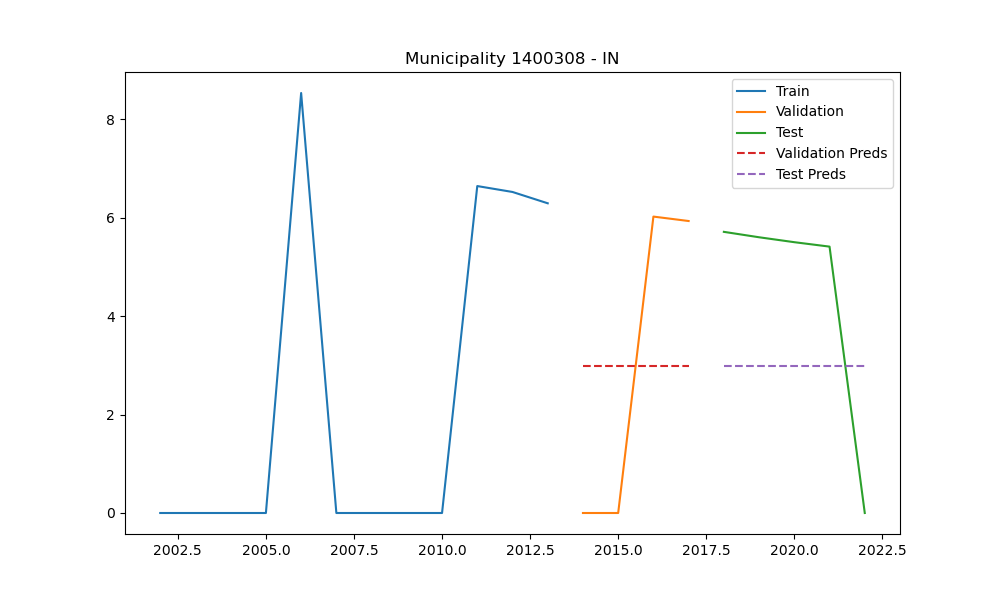 Municipality 1400308 - IN
Train
Validation
Test
Validation Preds
Test Preds
8
6
4
2
0
2002.5 2005.0 2007.5 2010.0 2012.5 2015.0 2017.5 2020.0 2022.5